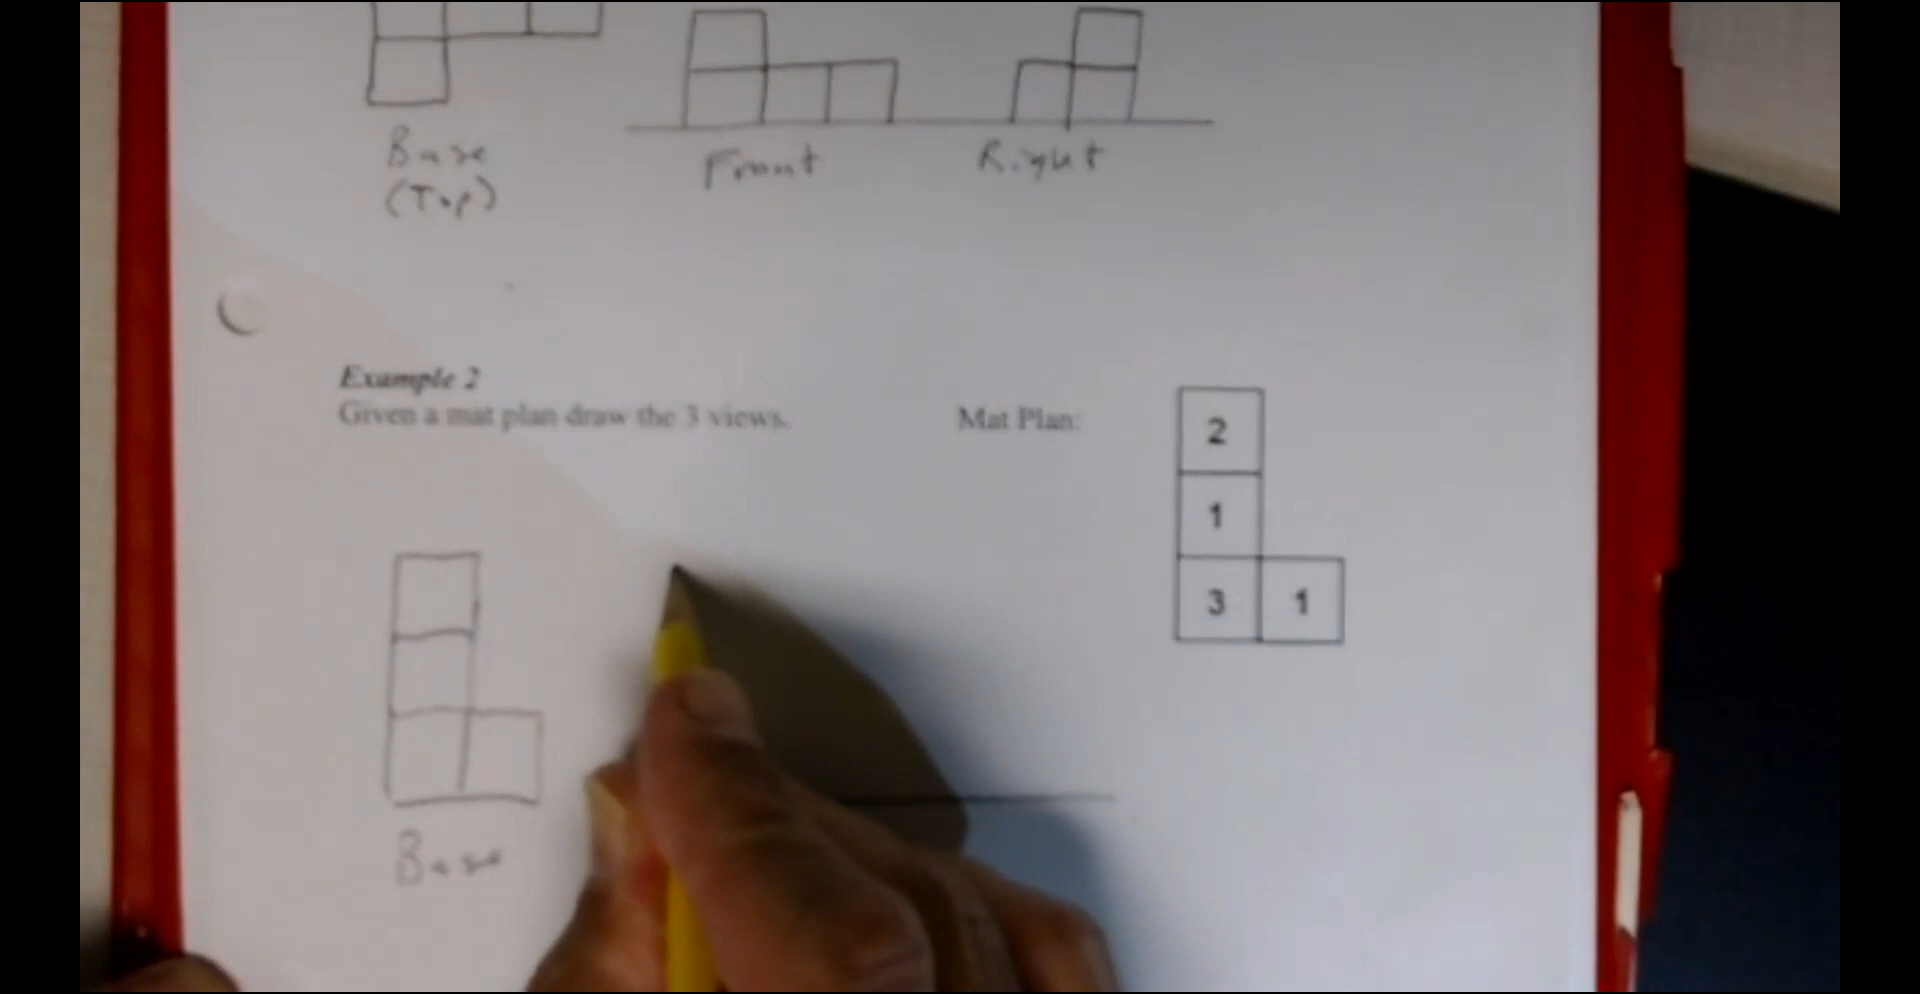 Base
(Top)
Front
Right
Example 2
Given a mat plan draw the 3 views.
Mat Plan:
2
1
3 1
Base